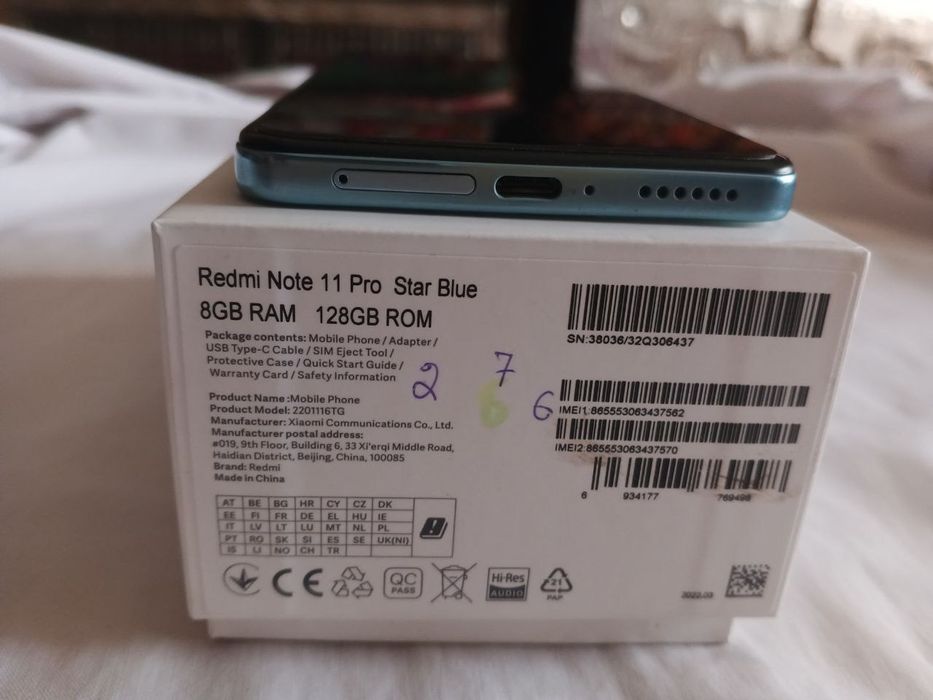 Redmi Note 11 Pro Star Blue
8GB RAM 128GB ROM
Package contents: Mobile Phone / Adapter /
USB Type-C Cable / SIM Eject Tool /
Protective Case / Quick Start Guide /
Warranty Card / Safety Information
Product Name :Mobile Phone
Product Model: 2201116TG
Manufacturer: Xiaomi Communications Co., Ltd.
Manufacturer postal address:
#019, 9th Floor, Building 6, 33 Xi'erqi Middle Road,
Haidian District, Beijing, China, 100085
Brand: Redmi
Made in China
SN:38036/32Q306437
2 7
6 6
IMEI1:865553063437562
IMEI2:865553063437570
6 934177 769498
AT BE BG HR CY CZ DK
EE FI FR DE EL HU IE
IT LV LT LU MT NL PL
PT RO SK SI ES SE UK(NI)
IS LI NO CH TR
CE
QC
PASS
Hi-Res
AUDIO
21
PAP
2022.03